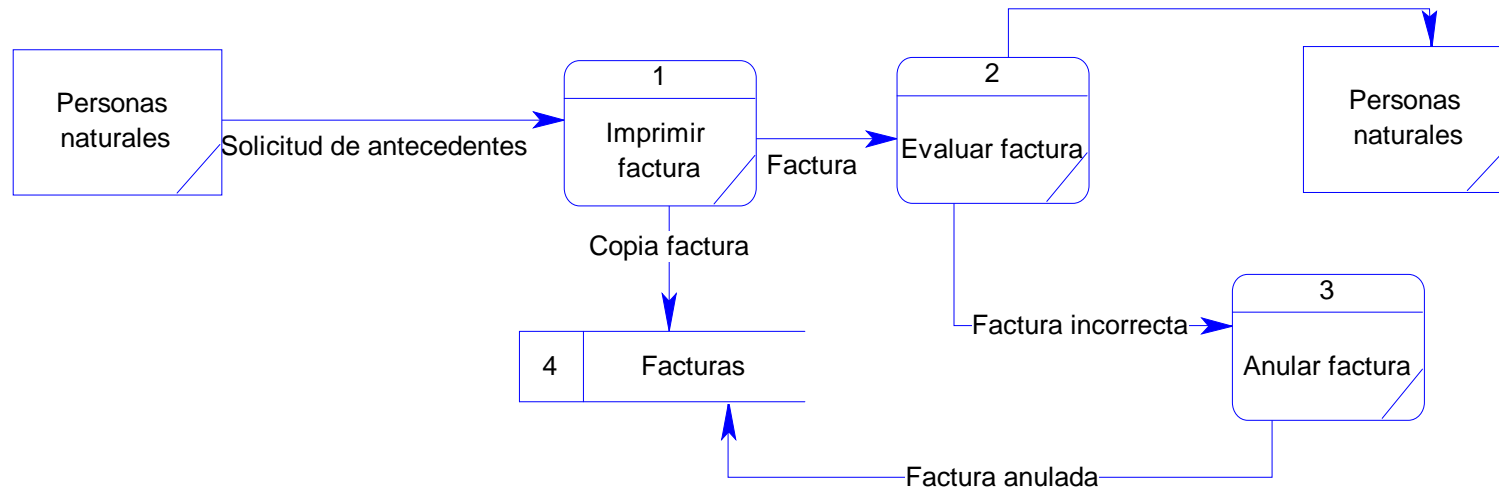 Personas
naturales
Solicitud de antecedentes
1
Imprimir
factura
Factura
2
Evaluar factura
Personas
naturales
Copia factura
4
Facturas
Factura incorrecta
3
Anular factura
Factura anulada